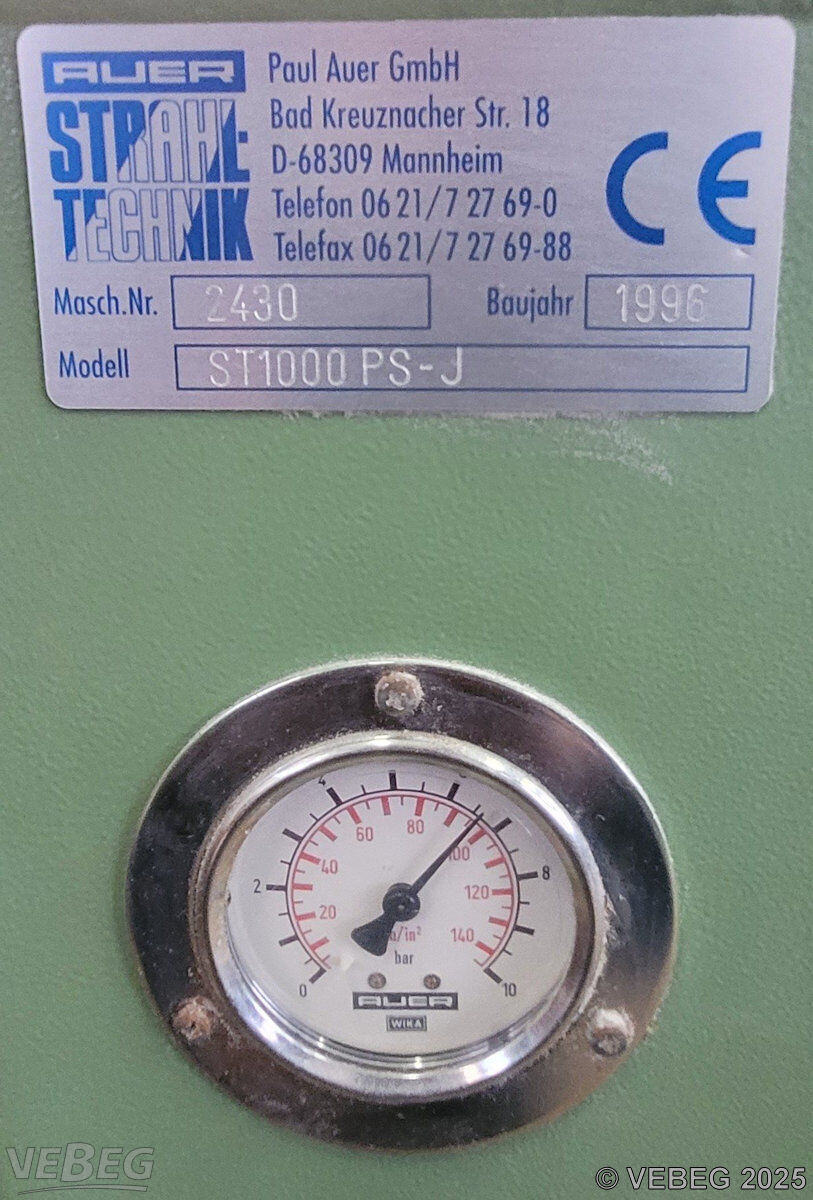 AUER
STRAHL-
TECHNIK
Paul Auer GmbH
Bad Kreuznacher Str. 18
D-68309 Mannheim
Telefon 06 21/7 27 69-0
Telefax 06 21/7 27 69-88
CE
Masch.Nr. 2430 Baujahr 1996
Modell ST1000 PS-J
4
60 80
40 100
2 8
20 120
140
/in²
bar
0 10
AUER
WIKA
VEBEG
© VEBEG 2025